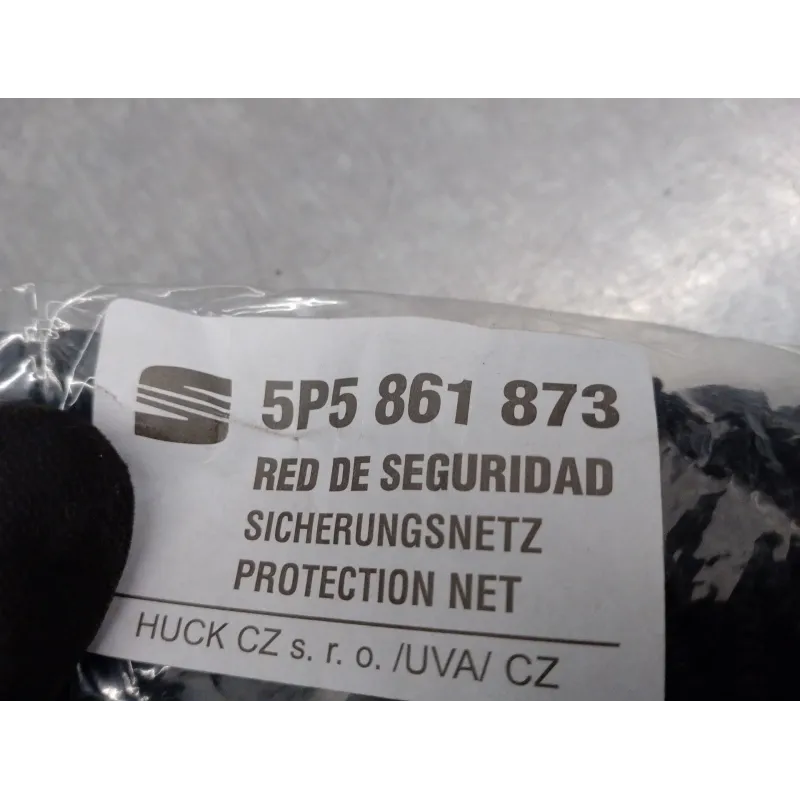 5P5 861 873
RED DE SEGURIDAD
SICHERUNGSNETZ
PROTECTION NET
HUCK CZ s. r. o. /UVA/ CZ